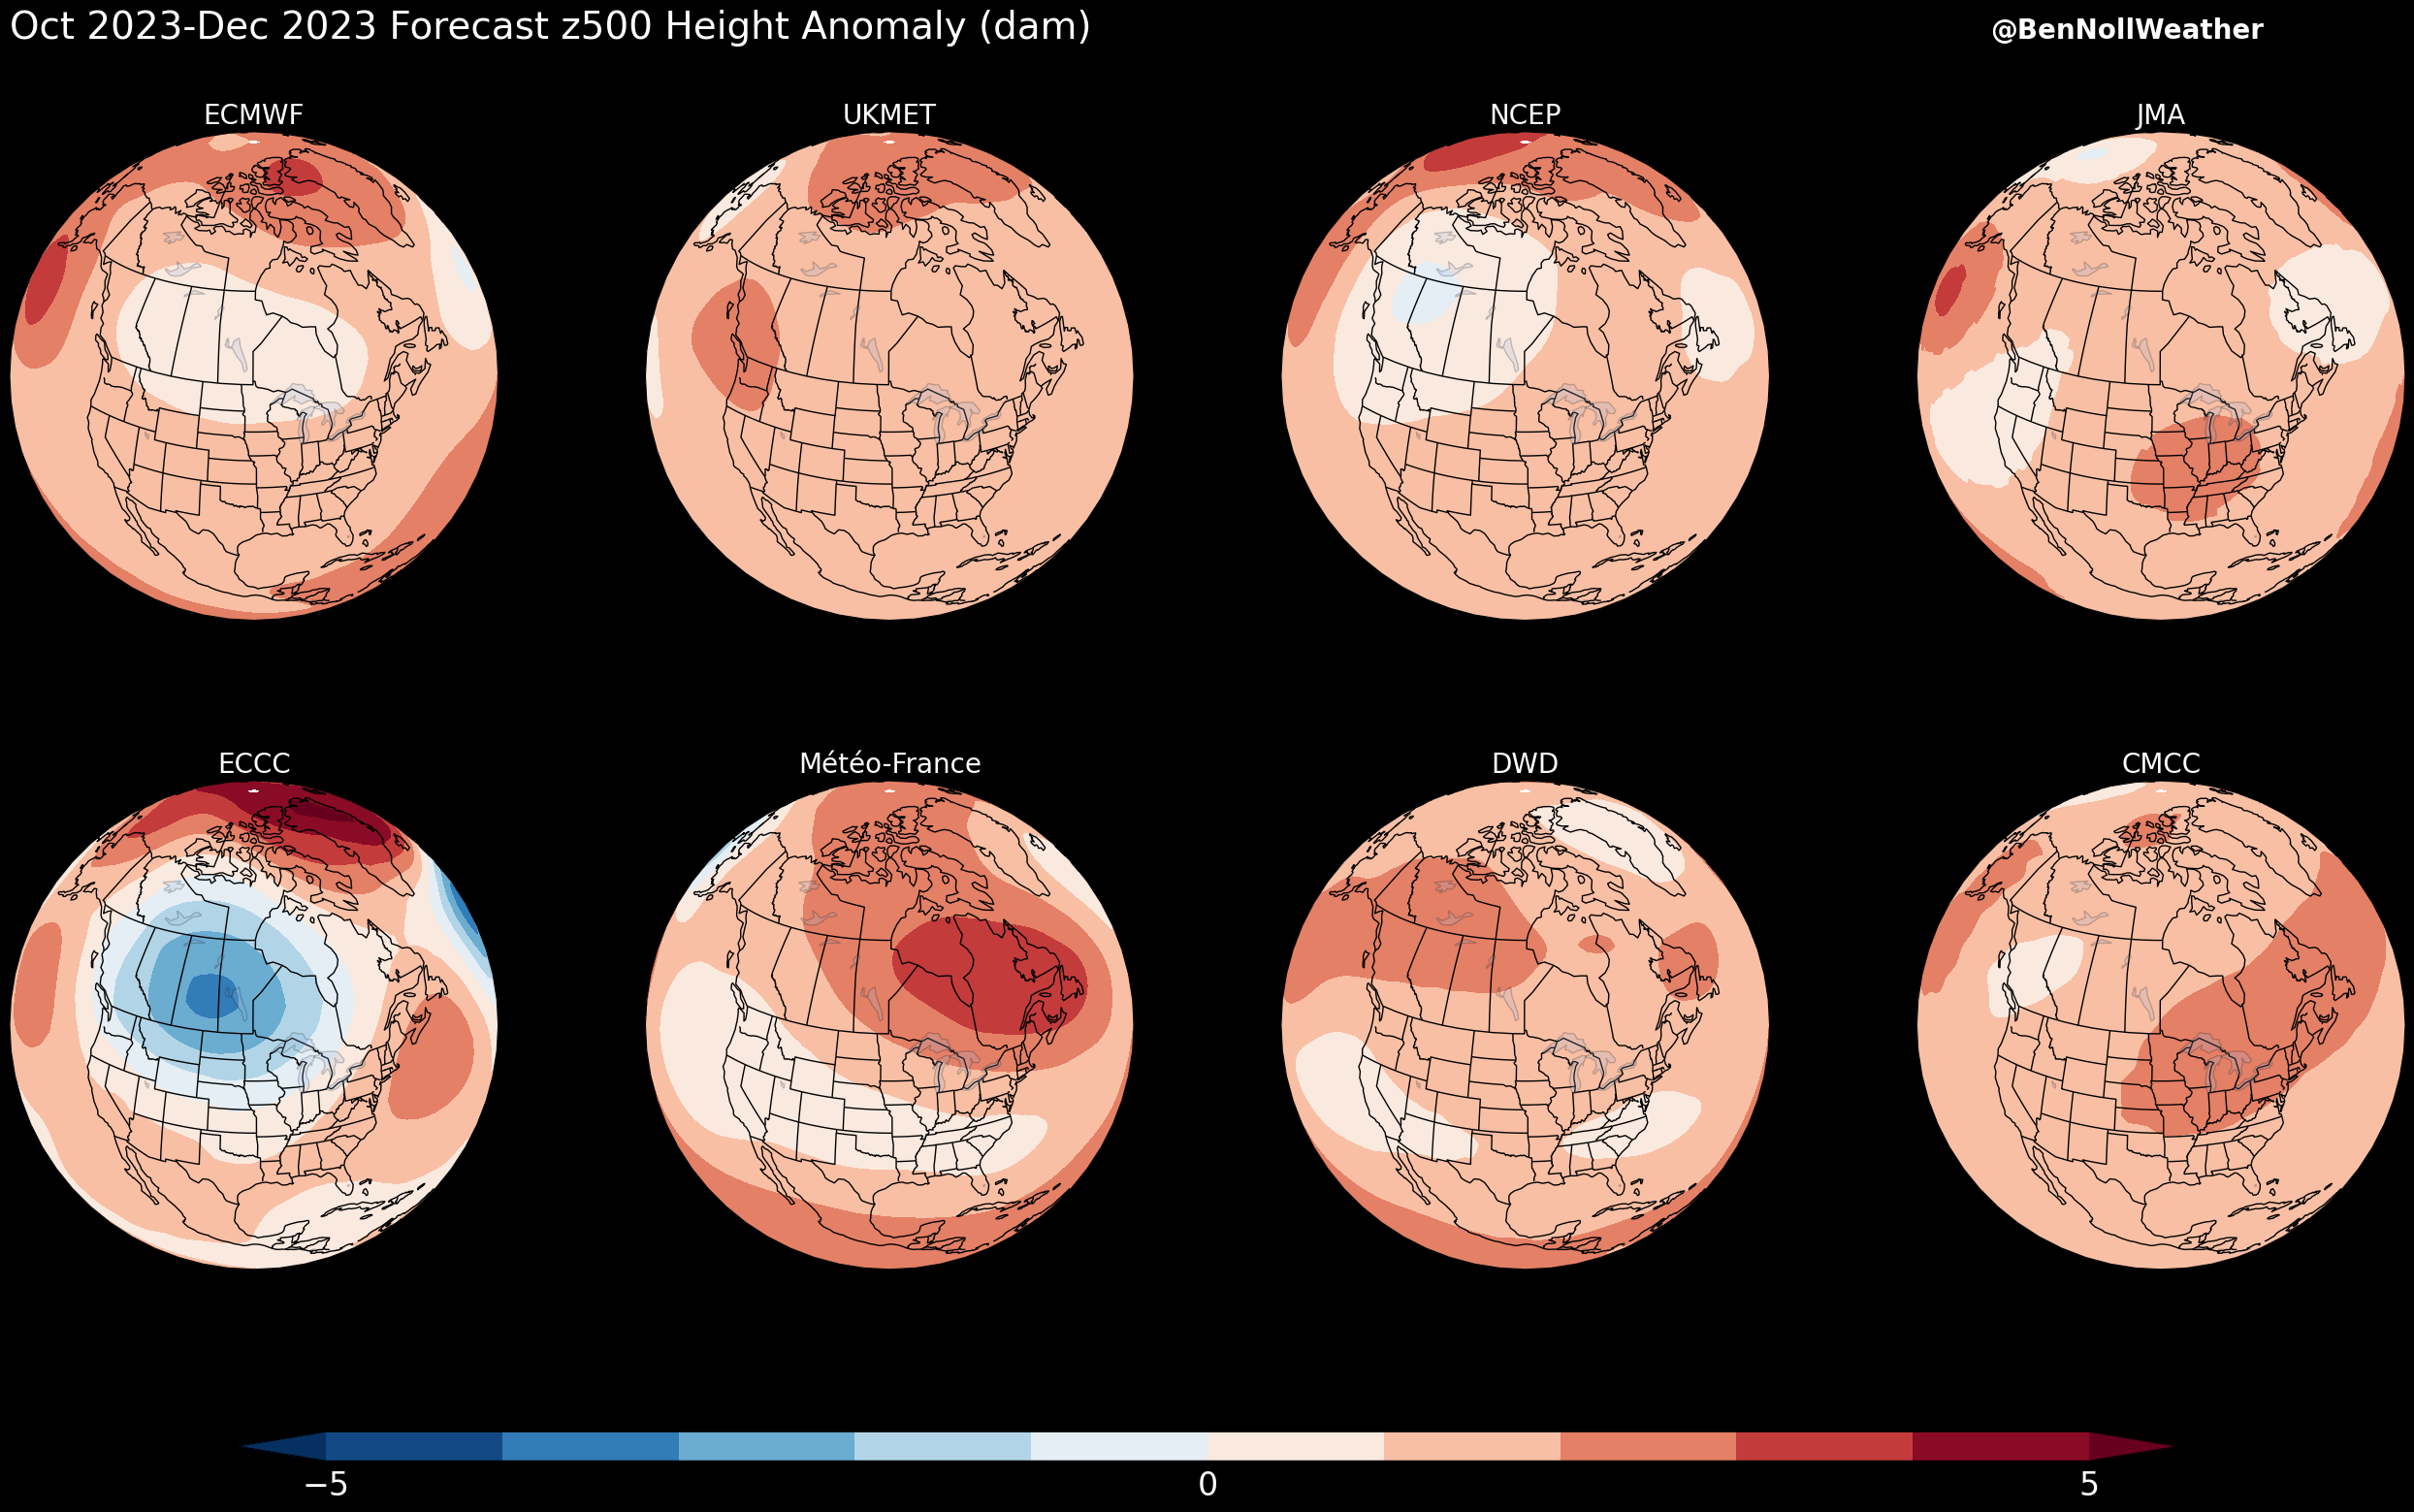 Oct 2023-Dec 2023 Forecast z500 Height Anomaly (dam)
@BenNollWeather
ECMWF
UKMET
NCEP
JMA
ECCC
Météo-France
DWD
CMCC
−5
0
5